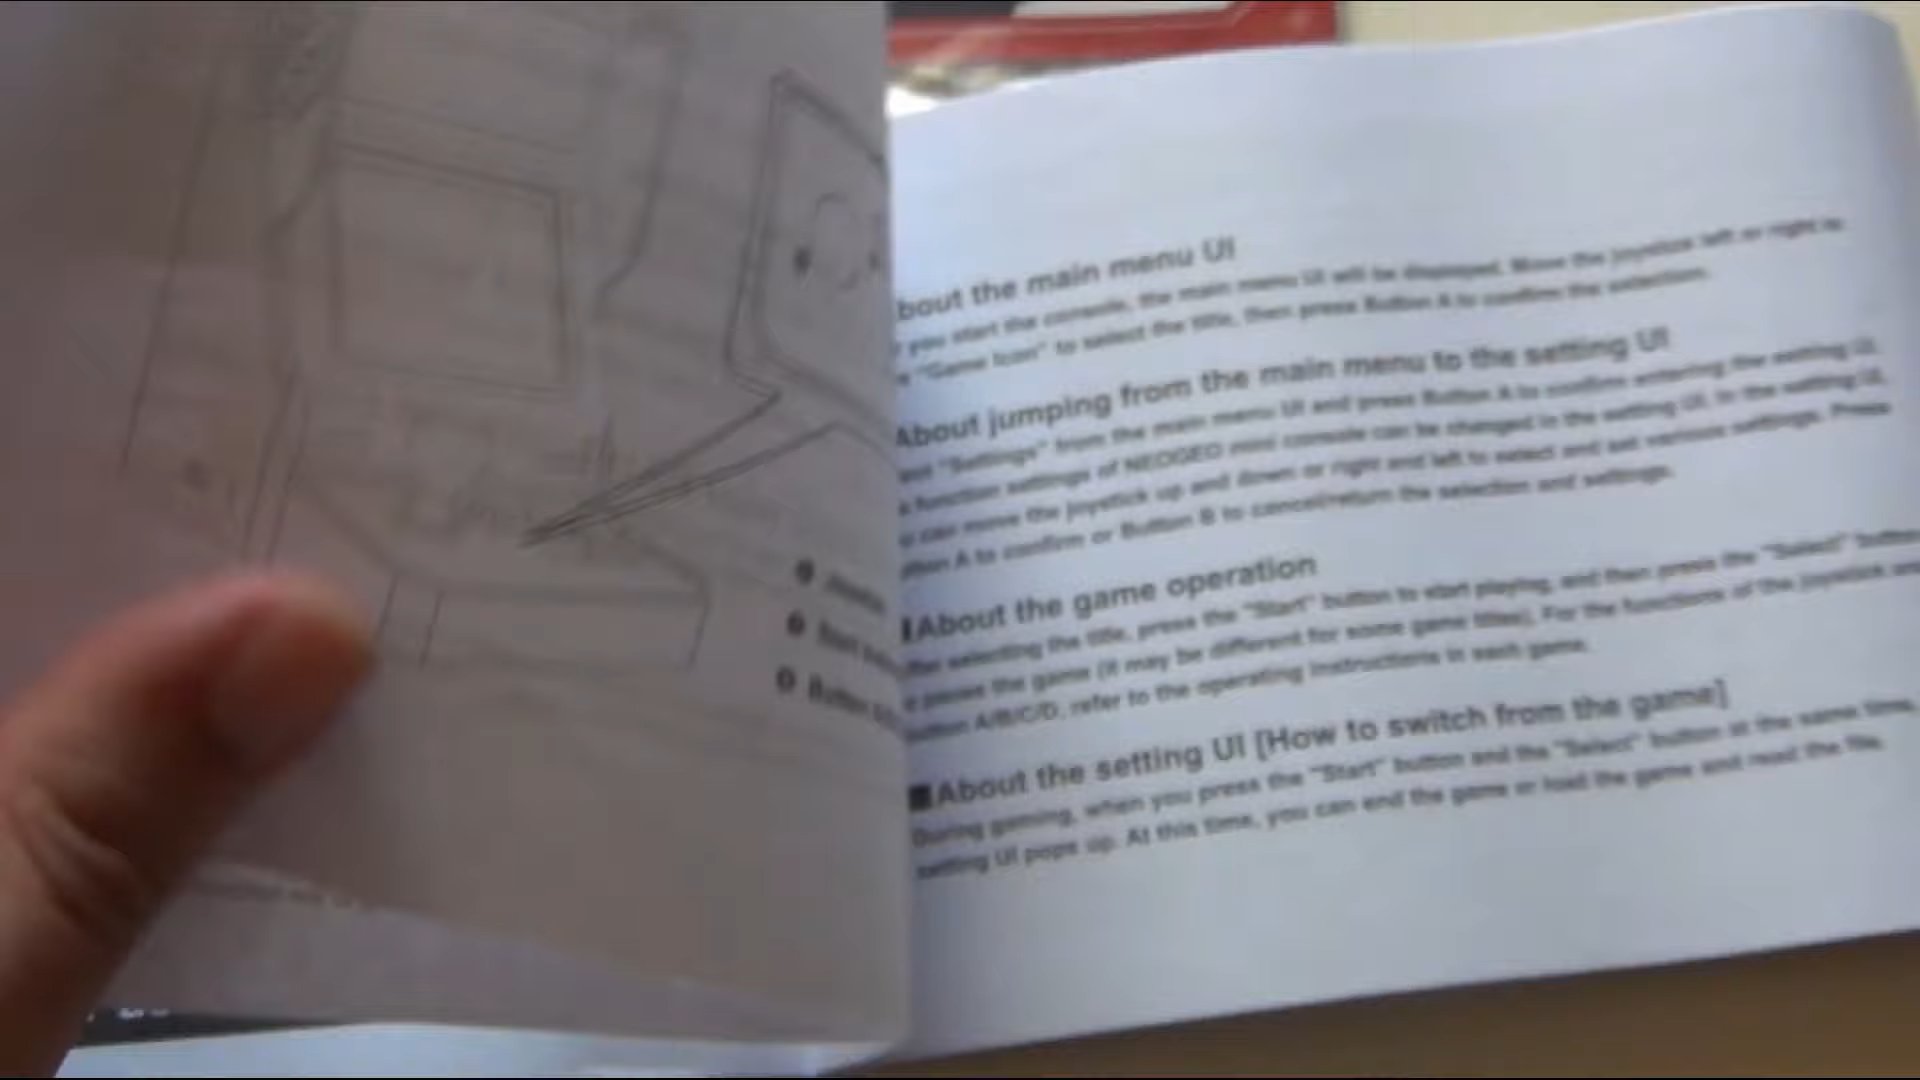 bout the main menu UI
you start the console, the main menu UI will be displayed. Move the joystick left or right to
"Game Icon" to select the title, then press Button A to confirm the selection.
About jumping from the main menu to the setting UI
"Settings" from the main menu UI and press Button A to confirm entering the setting UI.
function settings of NEOGEO mini console can be changed in the setting UI. In the setting UI,
can move the joystick up and down or right and left to select and set various settings. Press
tton A to confirm or Button B to cancel/return the selection and settings.
About the game operation
fter selecting the title, press the "Start" button to start playing, and then press the "Select" button
pause the game (it may be different for some game titles). For the functions of the joystick and
utton A/B/C/D, refer to the operating instructions in each game.
■About the setting UI [How to switch from the game]
During gaming, when you press the "Start" button and the "Select" button at the same time,
setting UI pops up. At this time, you can end the game or load the game and read the file.
Joystick
Start
Button